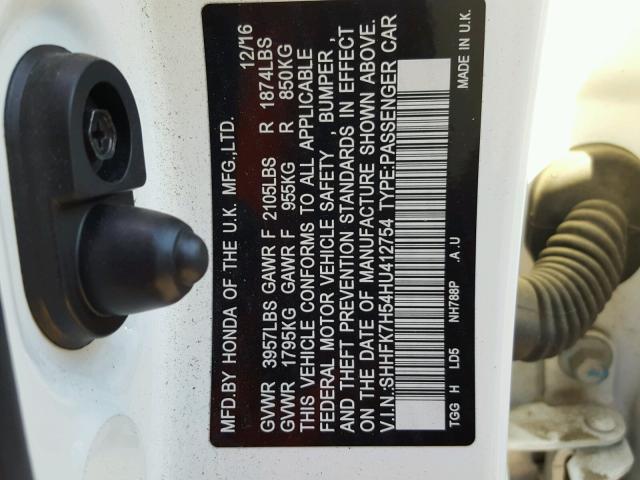 MFD.BY HONDA OF THE U.K. MFG.,LTD. 12/16
GVWR 3957LBS GAWR F 2105LBS R 1874LBS
GVWR 1795KG GAWR F 955KG R 850KG
THIS VEHICLE CONFORMS TO ALL APPLICABLE
FEDERAL MOTOR VEHICLE SAFETY , BUMPER ,
AND THEFT PREVENTION STANDARDS IN EFFECT
ON THE DATE OF MANUFACTURE SHOWN ABOVE.
V.I.N.:SHHFK7H54HU412754 TYPE:PASSENGER CAR
TGG H LD5 NH788P A.U MADE IN U.K.